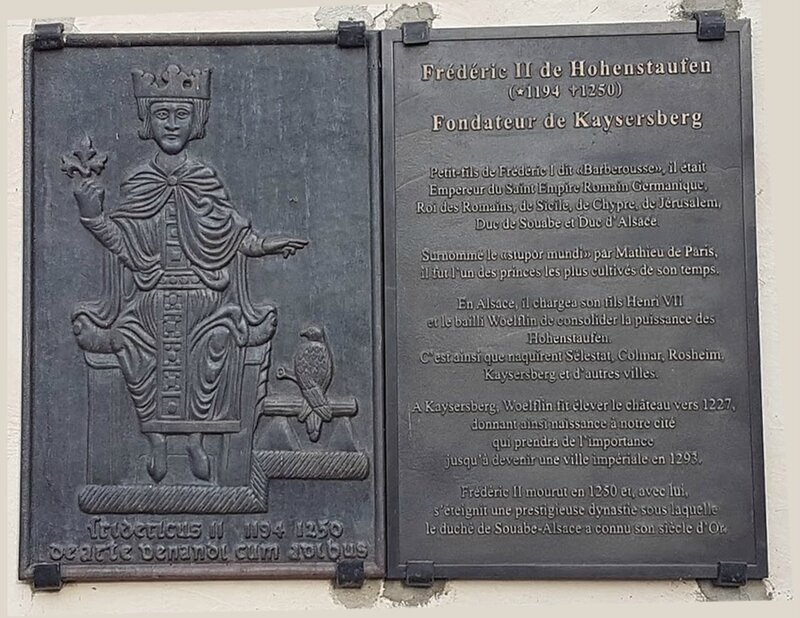 fridericus II 1194 1250
de arte venandi cum avibus
Frédéric II de Hohenstaufen
(*1194 †1250)
Fondateur de Kaysersberg
Petit-fils de Frédéric I dit «Barberousse», il était
Empereur du Saint Empire Romain Germanique,
Roi des Romains, de Sicile, de Chypre, de Jérusalem,
Duc de Souabe et Duc d'Alsace.
Surnommé le «stupor mundi» par Mathieu de Paris,
il fut l'un des princes les plus cultivés de son temps.
En Alsace, il chargea son fils Henri VII
et le bailli Woelflin de consolider la puissance des
Hohenstaufen.
C'est ainsi que naquirent Sélestat, Colmar, Rosheim,
Kaysersberg et d'autres villes.
A Kaysersberg, Woelflin fit élever le château vers 1227,
donnant ainsi naissance à notre cité
qui prendra de l'importance
jusqu'à devenir une ville impériale en 1293.
Frédéric II mourut en 1250 et, avec lui,
s'éteignit une prestigieuse dynastie sous laquelle
le duché de Souabe-Alsace a connu son siècle d'Or.